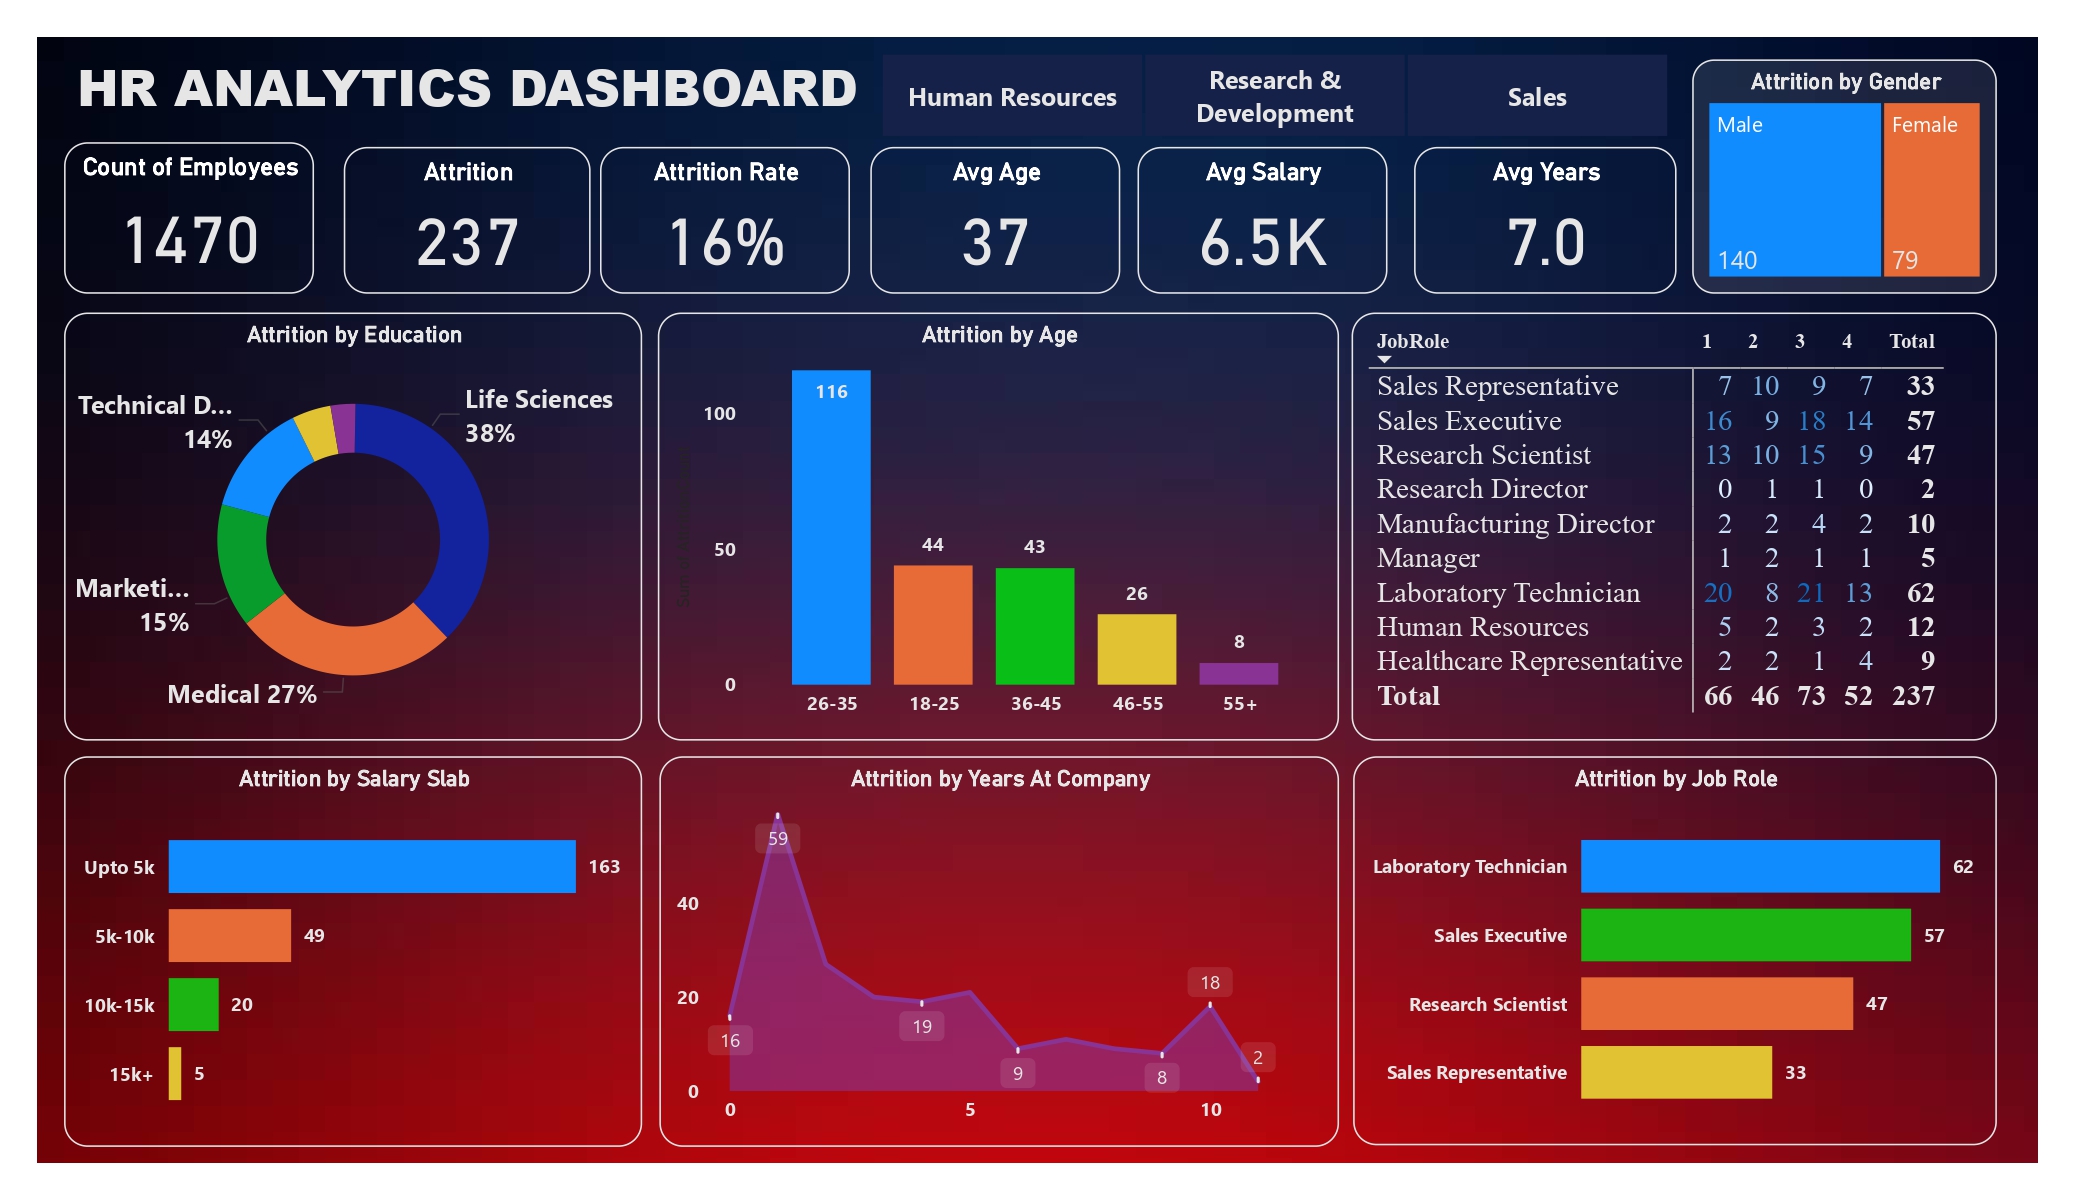 HR ANALYTICS DASHBOARD
Human Resources
Research &
Development
Sales
Attrition by Gender
Male
Female
140
79
Count of Employees
1470
Attrition
237
Attrition Rate
16%
Avg Age
37
Avg Salary
6.5K
Avg Years
7.0
Attrition by Education
Technical D...
14%
Life Sciences
38%
Marketi...
15%
Medical 27%
Attrition by Age
100
50
0
116
44
43
26
8
26-35 18-25 36-45 46-55 55+
JobRole 1 2 3 4 Total
Sales Representative 7 10 9 7 33
Sales Executive 16 9 18 14 57
Research Scientist 13 10 15 9 47
Research Director 0 1 1 0 2
Manufacturing Director 2 2 4 2 10
Manager 1 2 1 1 5
Laboratory Technician 20 8 21 13 62
Human Resources 5 2 3 2 12
Healthcare Representative 2 2 1 4 9
Total 66 46 73 52 237
Attrition by Salary Slab
Upto 5k 163
5k-10k 49
10k-15k 20
15k+ 5
Attrition by Years At Company
40
20
0
59
16
19
9
8
18
2
0 5 10
Attrition by Job Role
Laboratory Technician 62
Sales Executive 57
Research Scientist 47
Sales Representative 33